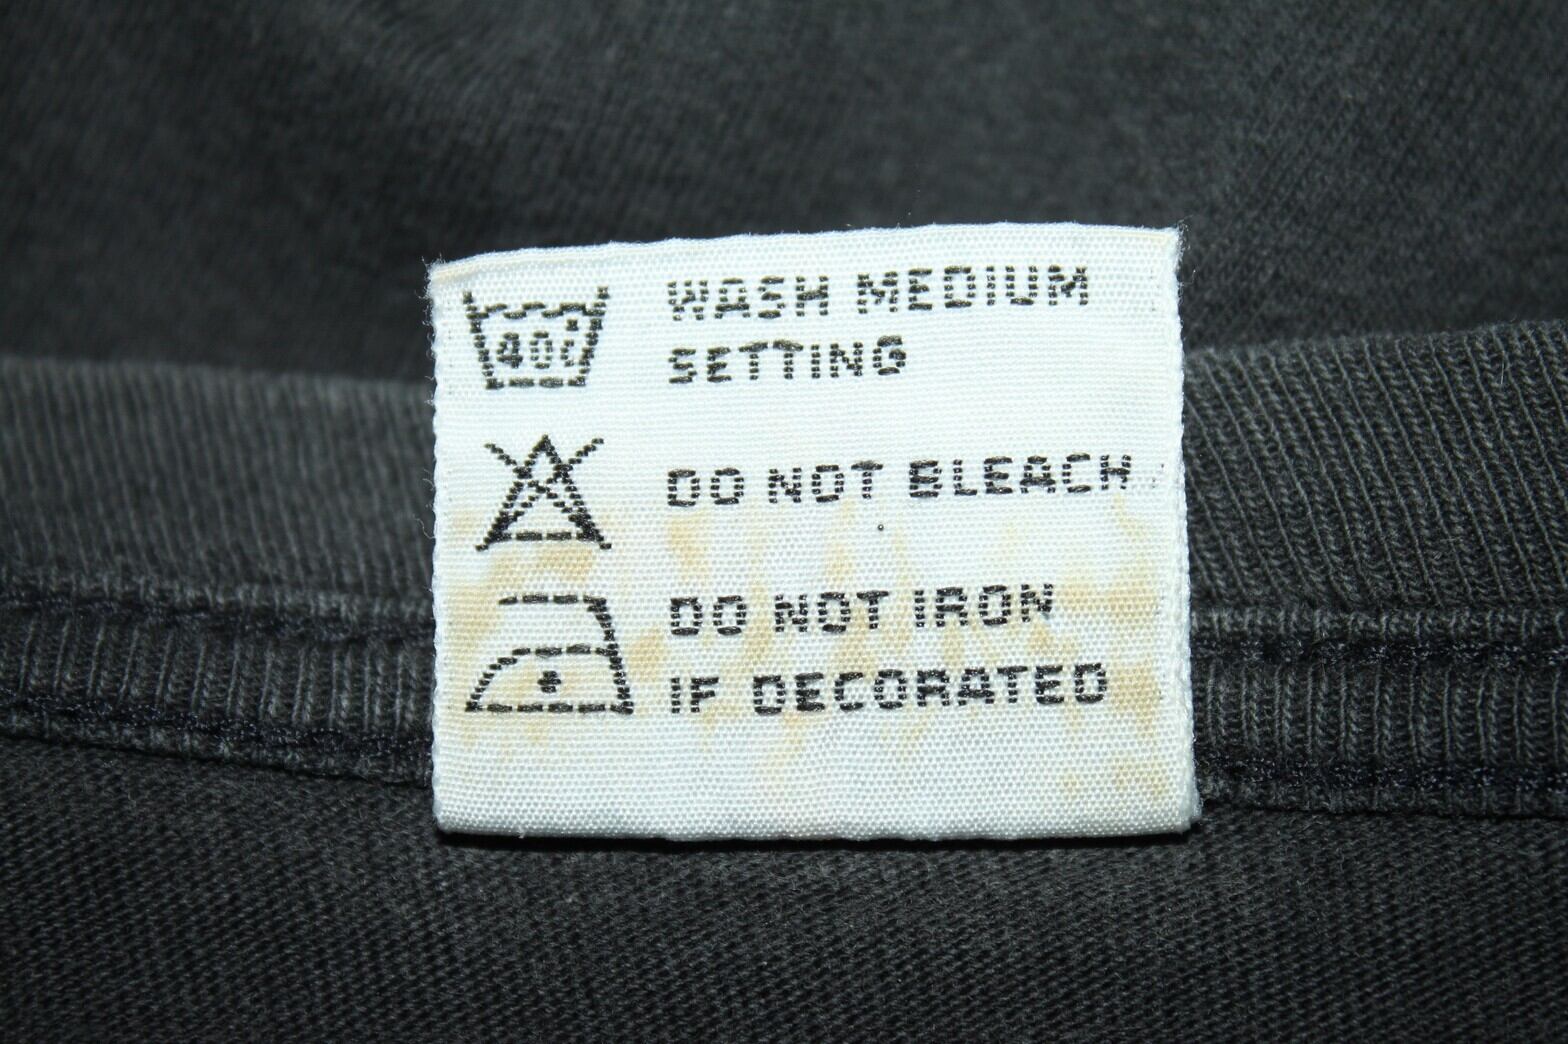 40° WASH MEDIUM
SETTING
DO NOT BLEACH
DO NOT IRON
IF DECORATED